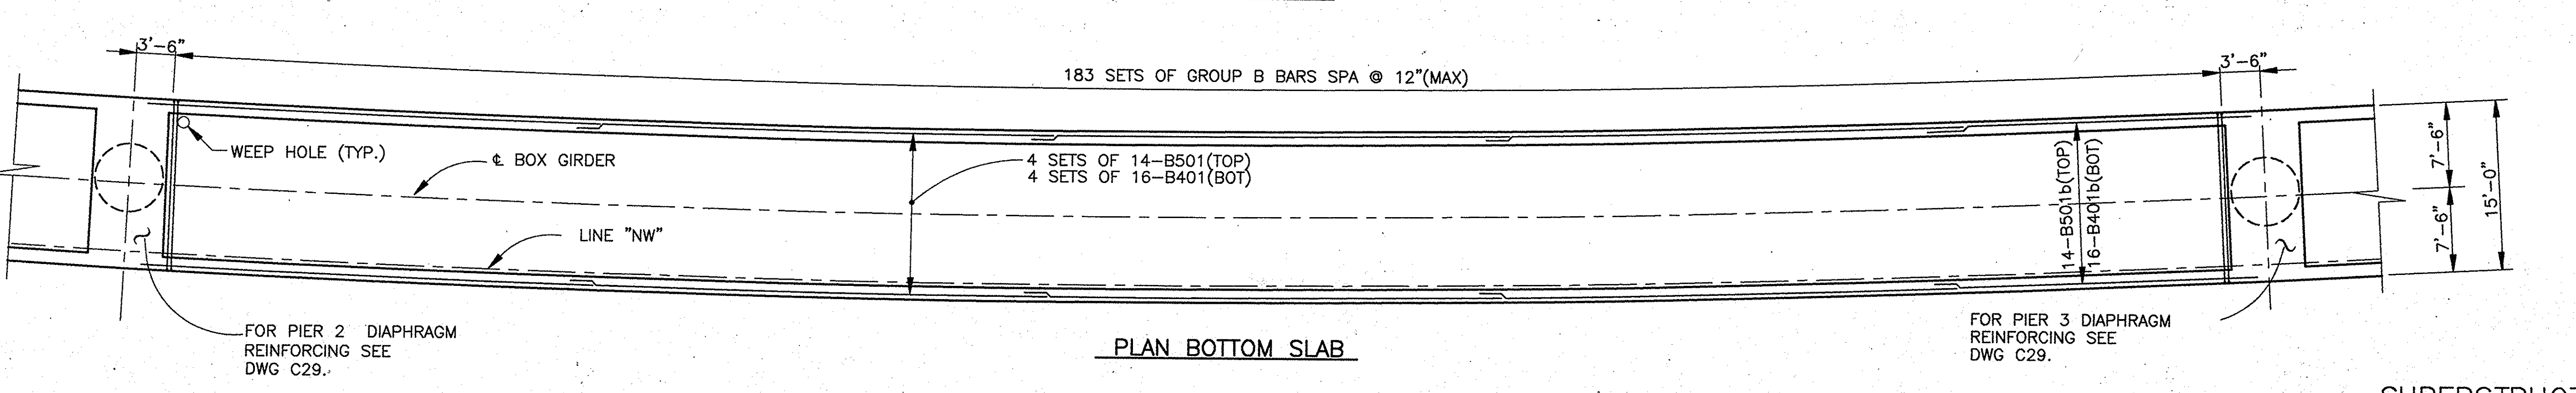 3'-6"
183 SETS OF GROUP B BARS SPA @ 12"(MAX)
3'-6"
WEEP HOLE (TYP.)
℄ BOX GIRDER
4 SETS OF 14-B501(TOP)
4 SETS OF 16-B401(BOT)
14-B501b(TOP)
16-B401b(BOT)
7'-6"
7'-6"
15'-0"
LINE "NW"
FOR PIER 2 DIAPHRAGM
REINFORCING SEE
DWG C29.
PLAN BOTTOM SLAB
FOR PIER 3 DIAPHRAGM
REINFORCING SEE
DWG C29.